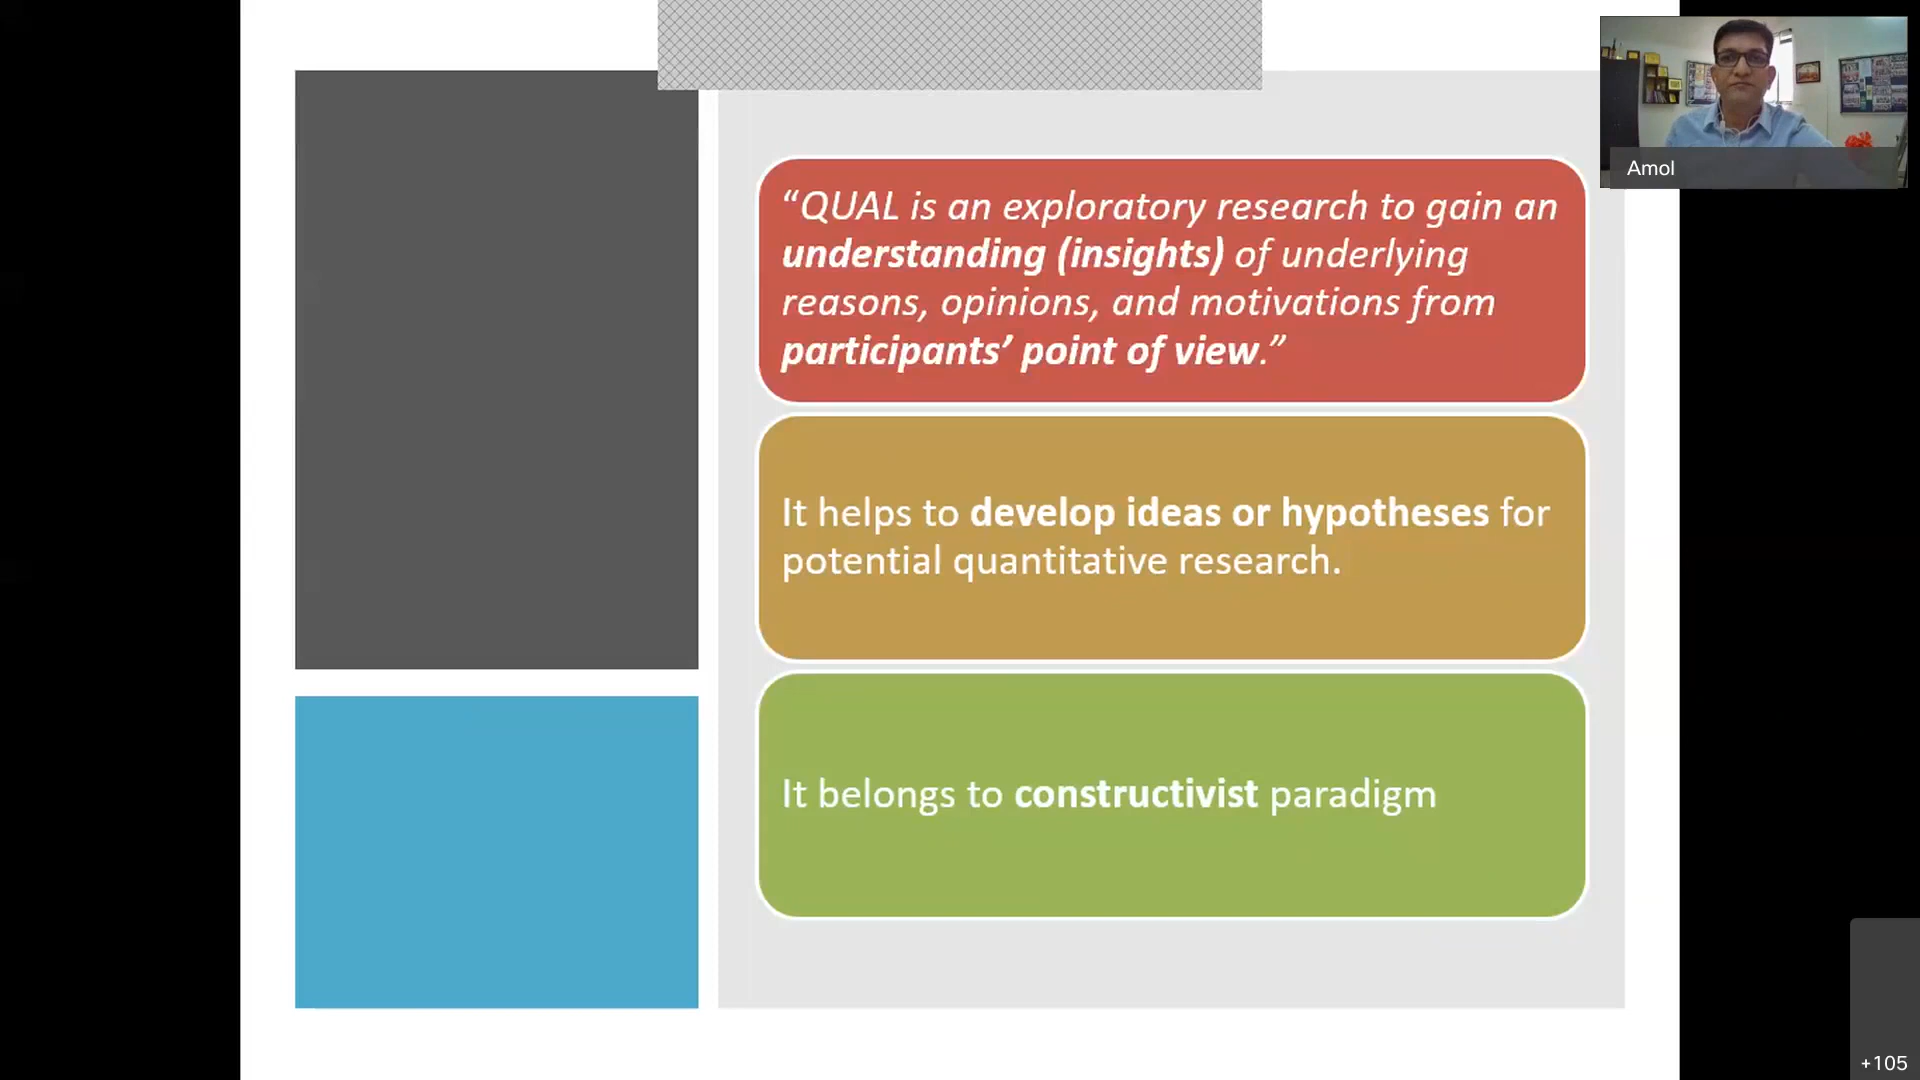 “QUAL is an exploratory research to gain an
understanding (insights) of underlying
reasons, opinions, and motivations from
participants’ point of view.”
It helps to develop ideas or hypotheses for
potential quantitative research.
It belongs to constructivist paradigm
Amol
+105